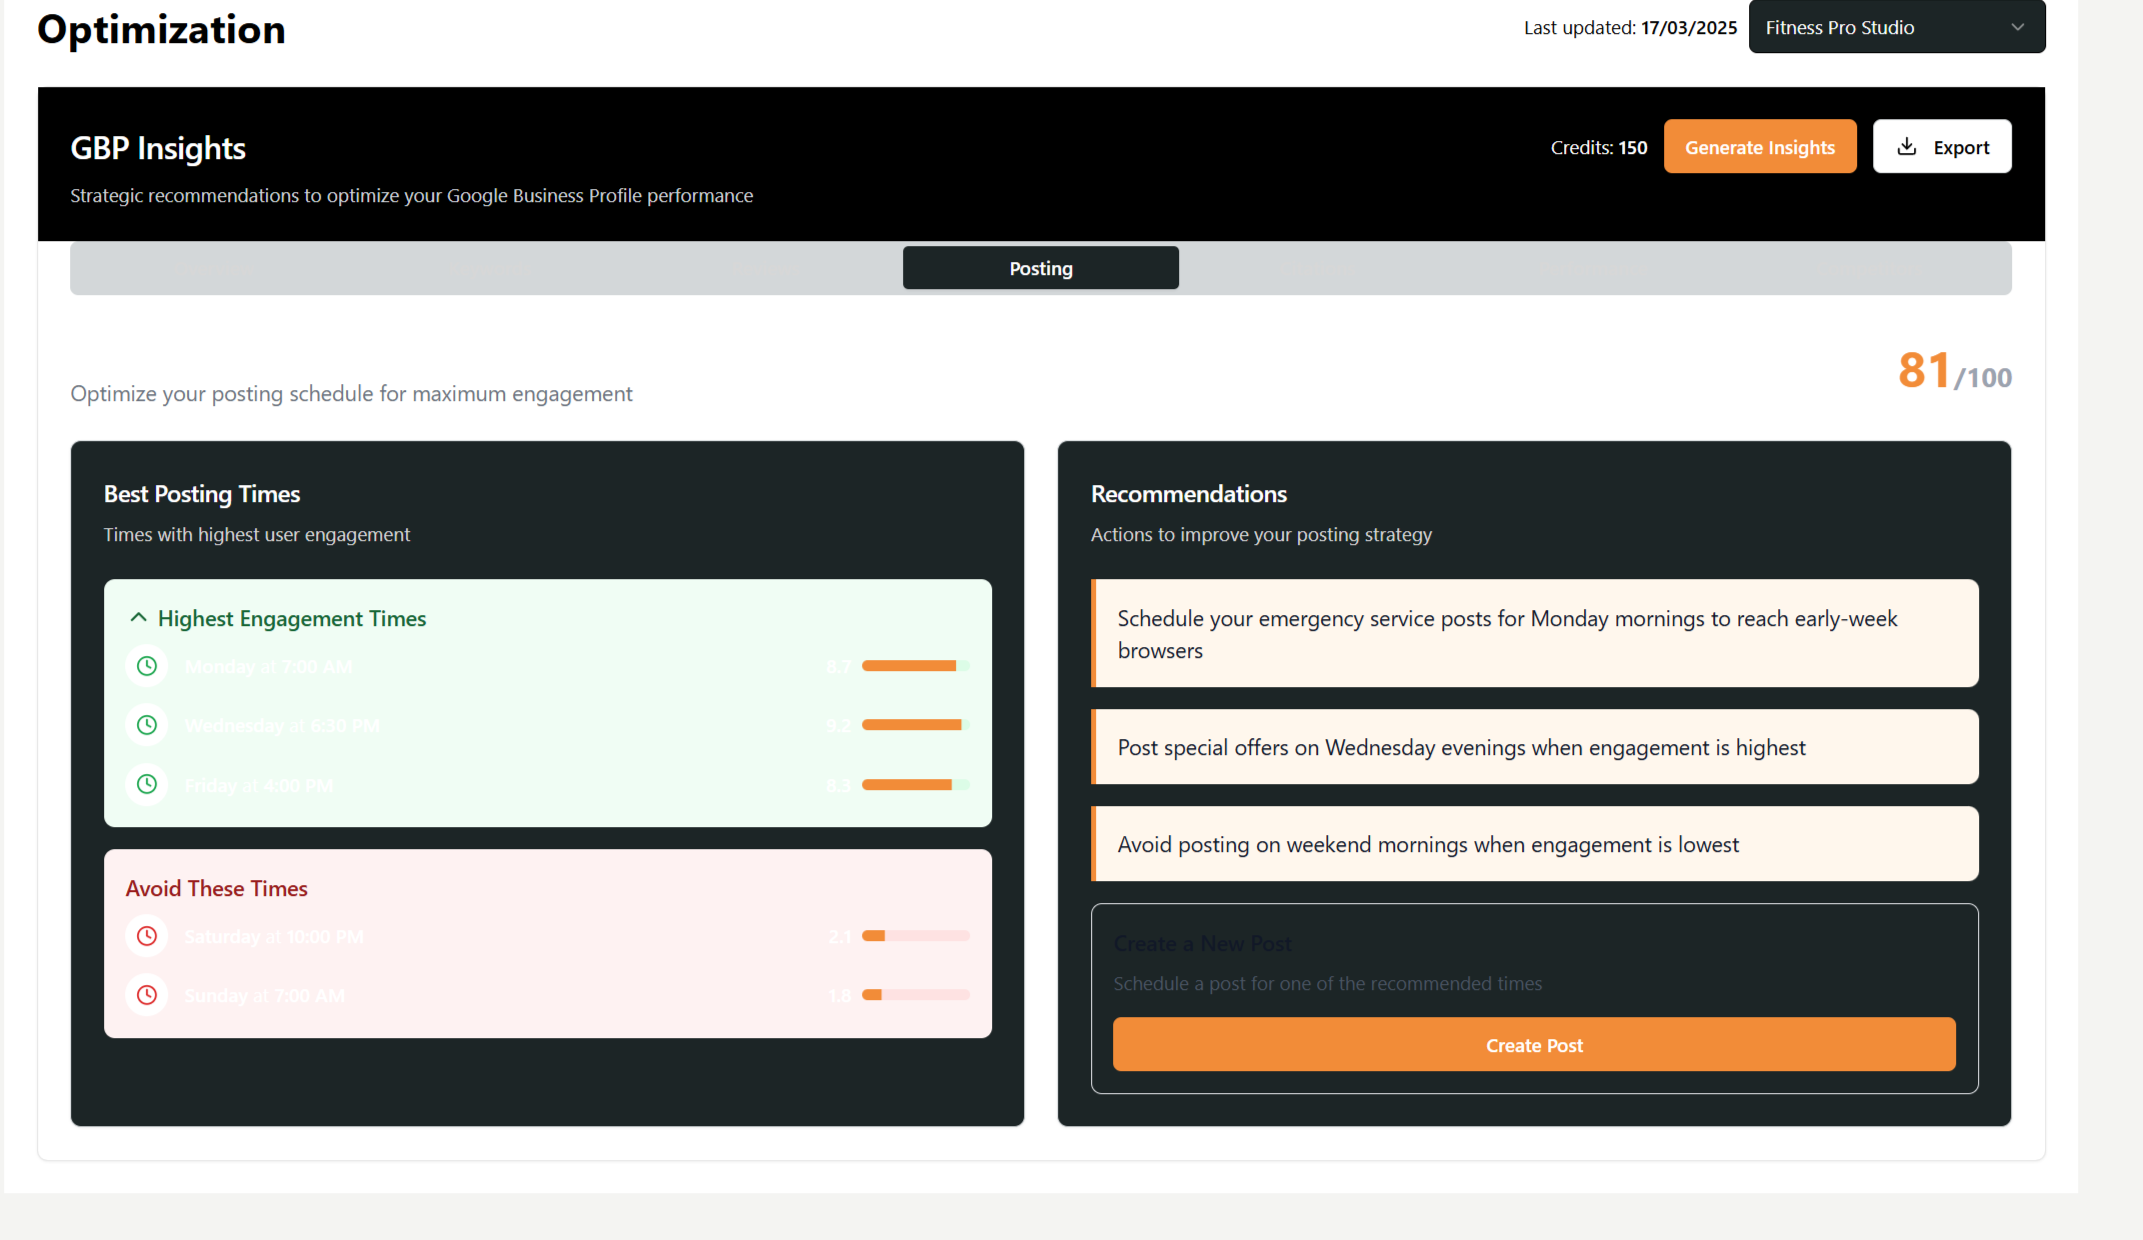 Optimization
Last updated: 17/03/2025
Fitness Pro Studio
GBP Insights
Credits: 150
Generate Insights
Export
Strategic recommendations to optimize your Google Business Profile performance
Posting
81/100
Optimize your posting schedule for maximum engagement
Best Posting Times
Times with highest user engagement
Highest Engagement Times
Monday at 7:00 AM
8.7
Wednesday at 6:30 PM
9.2
Friday at 4:00 PM
8.3
Avoid These Times
Saturday at 10:00 PM
2.1
Sunday at 7:00 AM
1.8
Recommendations
Actions to improve your posting strategy
Schedule your emergency service posts for Monday mornings to reach early-week
browsers
Post special offers on Wednesday evenings when engagement is highest
Avoid posting on weekend mornings when engagement is lowest
Create a New Post
Schedule a post for one of the recommended times
Create Post